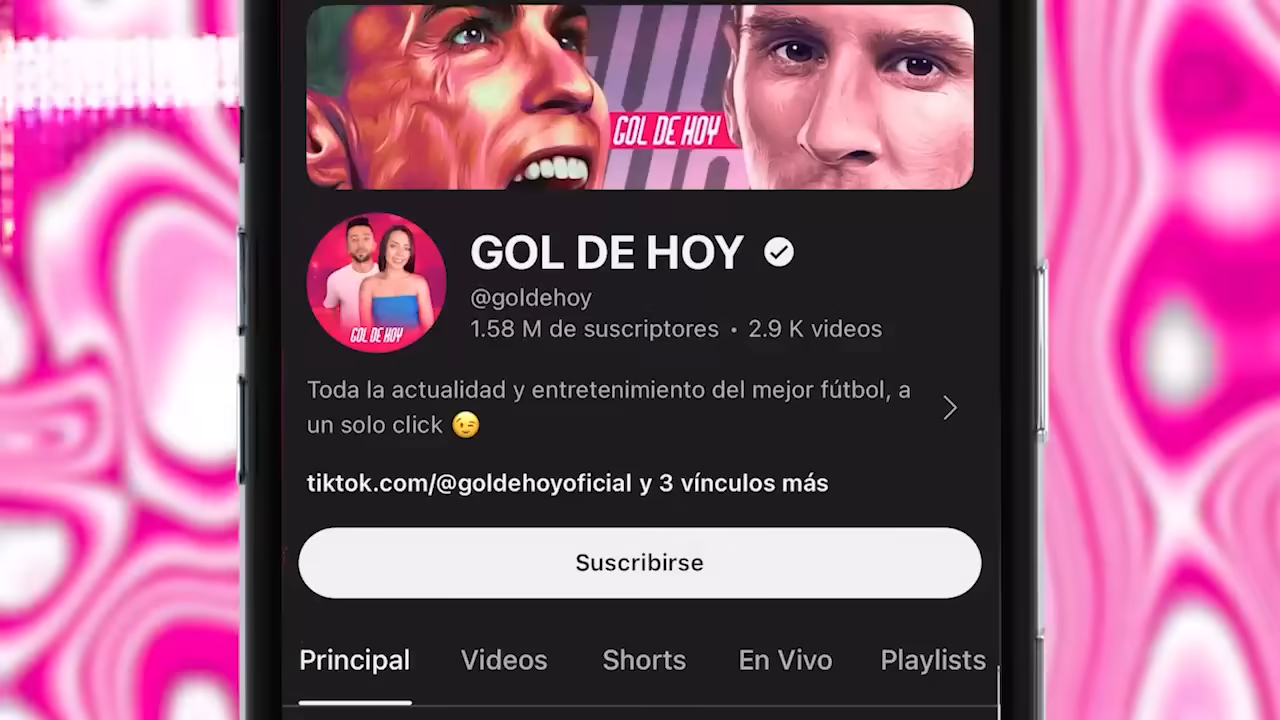 GOL DE HOY
GOL DE HOY
@goldehoy
1.58 M de suscriptores • 2.9 K videos
GOL DE HOY
Toda la actualidad y entretenimiento del mejor fútbol, a
un solo click 😉
tiktok.com/@goldehoyoficial y 3 vínculos más
Suscribirse
Principal Videos Shorts En Vivo Playlists